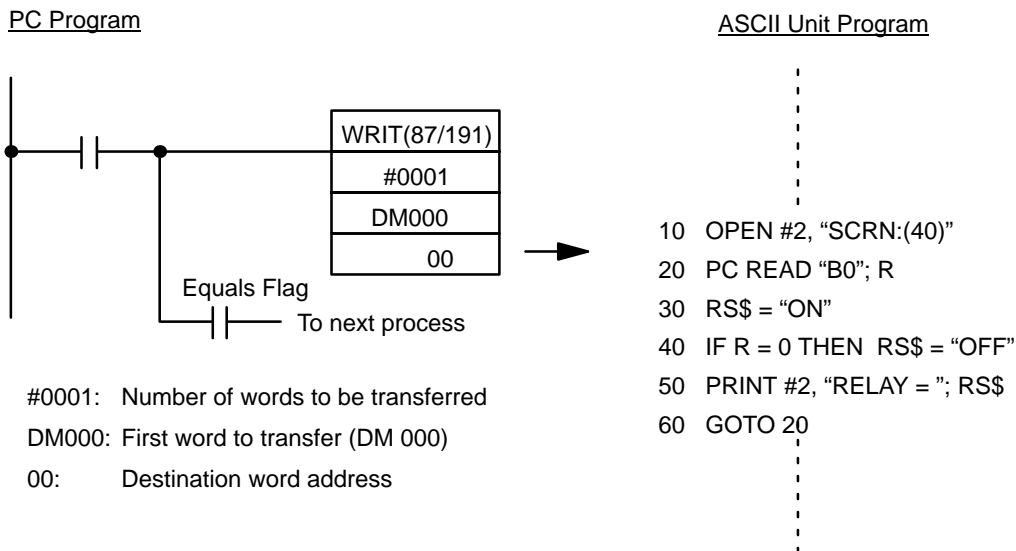 PC Program
WRIT(87/191)
#0001
DM000
00
Equals Flag
To next process
#0001: Number of words to be transferred
DM000: First word to transfer (DM 000)
00: Destination word address
ASCII Unit Program
10 OPEN #2, “SCRN:(40)”
20 PC READ “B0”; R
30 RS$ = “ON”
40 IF R = 0 THEN RS$ = “OFF”
50 PRINT #2, “RELAY = ”; RS$
60 GOTO 20